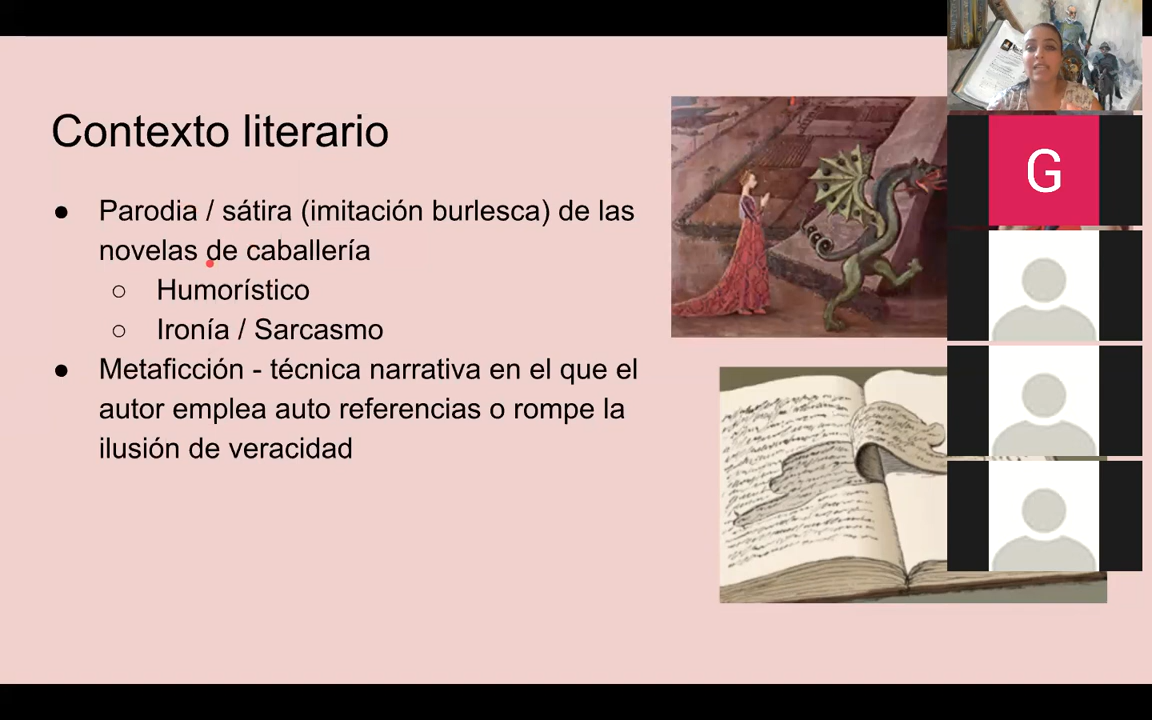 Contexto literario
● Parodia / sátira (imitación burlesca) de las
novelas de caballería
○ Humorístico
○ Ironía / Sarcasmo
● Metaficción - técnica narrativa en el que el
autor emplea auto referencias o rompe la
ilusión de veracidad
G